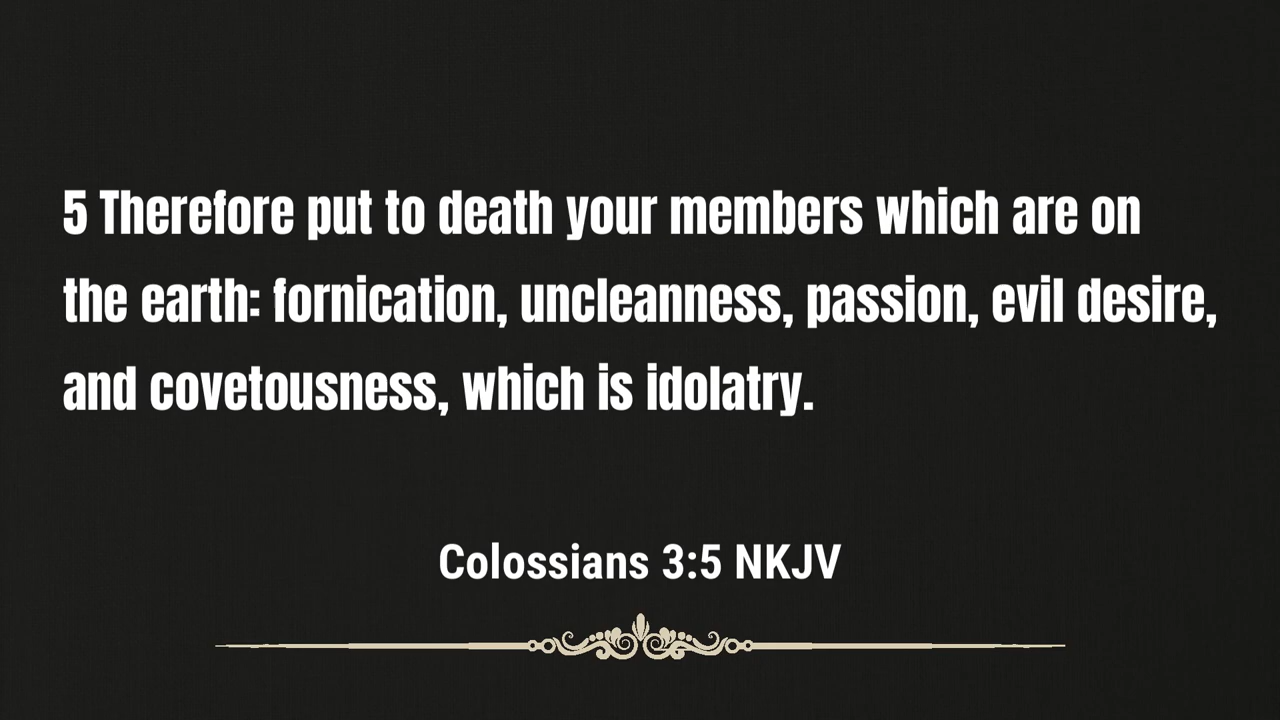 5 Therefore put to death your members which are on
the earth: fornication, uncleanness, passion, evil desire,
and covetousness, which is idolatry.
Colossians 3:5 NKJV